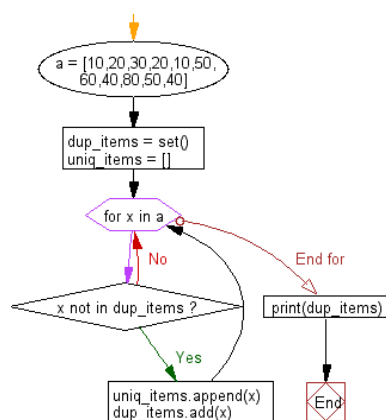 a = [10,20,30,20,10,50,
60,40,80,50,40]
dup_items = set()
uniq_items = []
for x in a
No
End for
x not in dup_items ?
print(dup_items)
Yes
uniq_items.append(x)
dup_items.add(x)
End